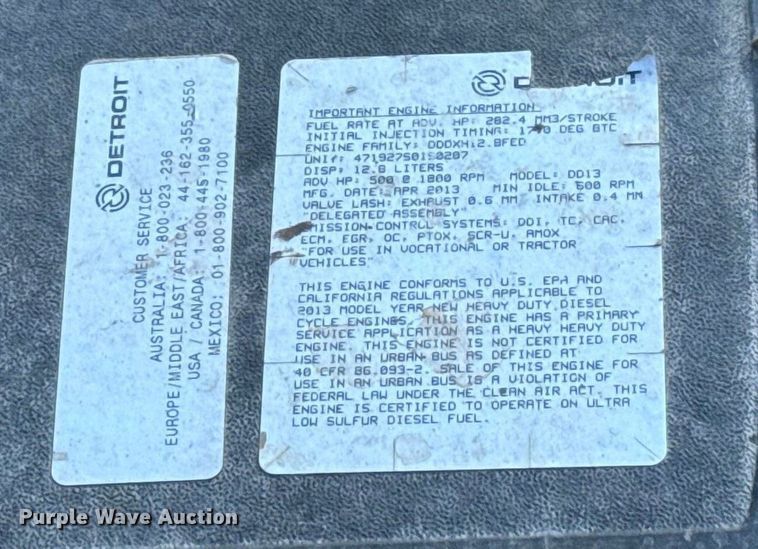 DETROIT
CUSTOMER SERVICE
AUSTRALIA: 1-800-023-236
EUROPE/MIDDLE EAST/AFRICA: 44-162-355-0550
USA / CANADA: 1-800-445-1980
MEXICO: 01-800-902-7100
D OIT
IMPORTANT ENGINE INFORMATION
FUEL RATE AT ADV. HP: 282.4 MM3/STROKE
INITIAL INJECTION TIMING: DEG BTC
ENGINE FAMILY:
UNIT:
DISP: 12.8 LITERS
ADV HP: 500 @ 1800 RPM MODEL: DD13
MFG. DATE: APR 2013 MIN IDLE: 600 RPM
VALVE LASH: EXHAUST 0.6 MM INTAKE 0.4 MM
"DELEGATED ASSEMBLY"
EMISSION CONTROL SYSTEMS: DDI, TC, CAC,
ECM, EGR, OC, PTOX, SCR-U, AMOX
"FOR USE IN VOCATIONAL OR TRACTOR
VEHICLES"
THIS ENGINE CONFORMS TO U.S. EPA AND
CALIFORNIA REGULATIONS APPLICABLE TO
2013 MODEL YEAR NEW HEAVY DUTY DIESEL
CYCLE ENGINES. THIS ENGINE HAS A PRIMARY
SERVICE APPLICATION AS A HEAVY HEAVY DUTY
ENGINE. THIS ENGINE IS NOT CERTIFIED FOR
USE IN AN URBAN BUS AS DEFINED AT
40 CFR 86.093-2. SALE OF THIS ENGINE FOR
USE IN AN URBAN BUS IS A VIOLATION OF
FEDERAL LAW UNDER THE CLEAN AIR ACT. THIS
ENGINE IS CERTIFIED TO OPERATE ON ULTRA
LOW SULFUR DIESEL FUEL.
Purple Wave Auction